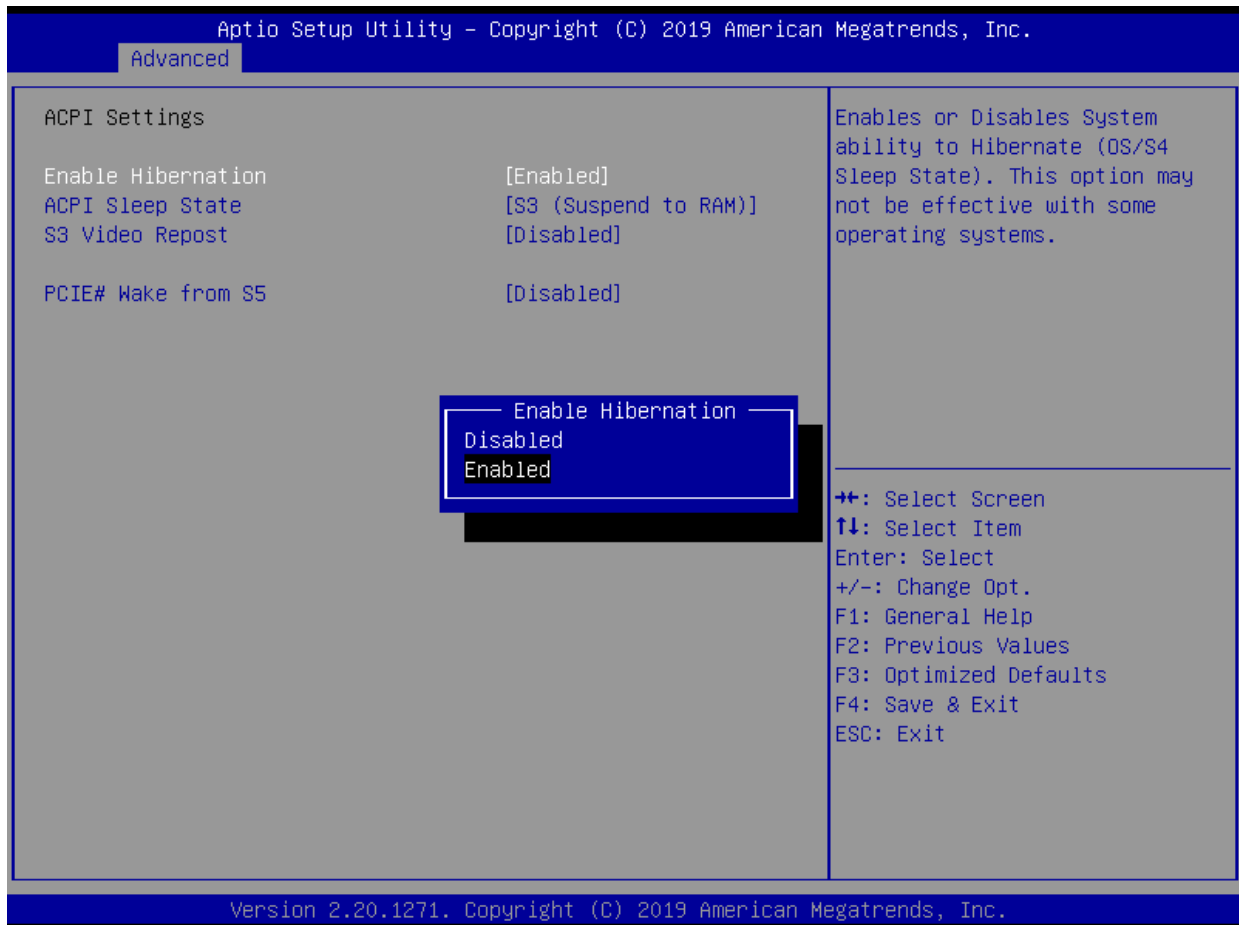 Aptio Setup Utility – Copyright (C) 2019 American Megatrends, Inc.
Advanced
ACPI Settings
Enable Hibernation [Enabled]
ACPI Sleep State [S3 (Suspend to RAM)]
S3 Video Repost [Disabled]
PCIE# Wake from S5 [Disabled]
Enable Hibernation
Disabled
Enabled
Enables or Disables System
ability to Hibernate (OS/S4
Sleep State). This option may
not be effective with some
operating systems.
→←: Select Screen
↑↓: Select Item
Enter: Select
+/-: Change Opt.
F1: General Help
F2: Previous Values
F3: Optimized Defaults
F4: Save & Exit
ESC: Exit
Version 2.20.1271. Copyright (C) 2019 American Megatrends, Inc.